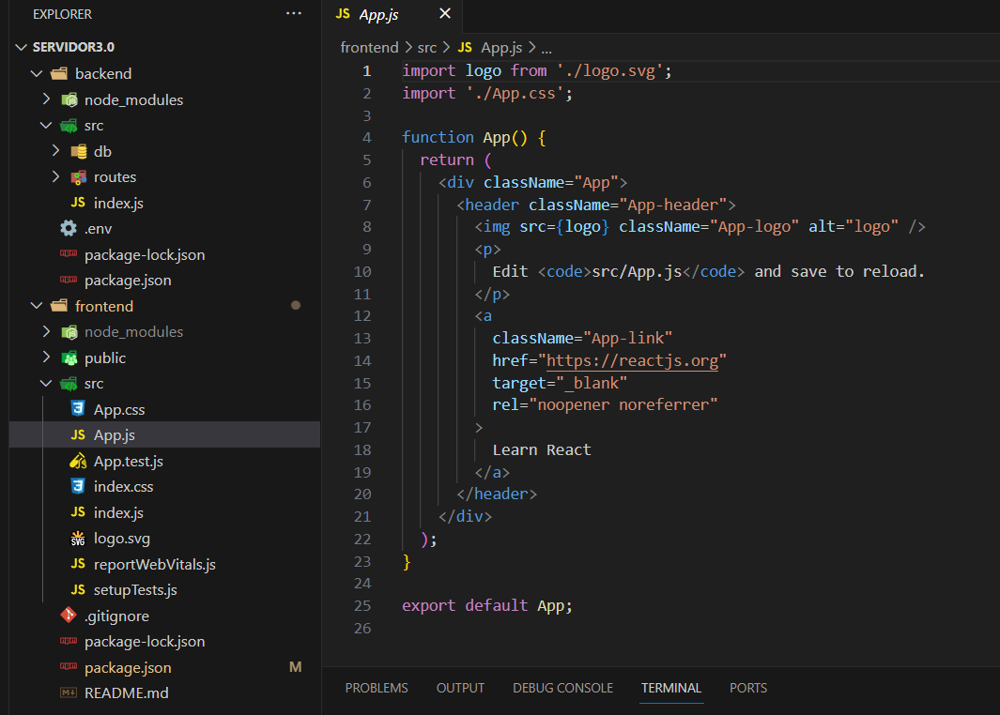 EXPLORER
SERVIDOR3.0
backend
node_modules
src
db
routes
JS index.js
.env
package-lock.json
package.json
frontend
node_modules
public
src
App.css
JS App.js
App.test.js
index.css
JS index.js
SVG logo.svg
JS reportWebVitals.js
JS setupTests.js
.gitignore
package-lock.json
package.json M
README.md
JS App.js
frontend > src > JS App.js > ...
1 import logo from './logo.svg';
2 import './App.css';
3
4 function App() {
5 return (
6 <div className="App">
7 <header className="App-header">
8 <img src={logo} className="App-logo" alt="logo" />
9 <p>
10 Edit <code>src/App.js</code> and save to reload.
11 </p>
12 <a
13 className="App-link"
14 href="https://reactjs.org"
15 target="_blank"
16 rel="noopener noreferrer"
17 >
18 Learn React
19 </a>
20 </header>
21 </div>
22 );
23 }
24
25 export default App;
26
PROBLEMS OUTPUT DEBUG CONSOLE TERMINAL PORTS